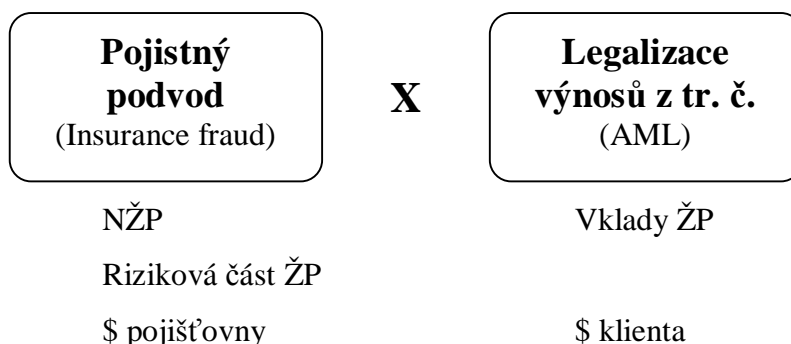 Pojistný
podvod
(Insurance fraud)
X
Legalizace
výnosů z tr. č.
(AML)
NŽP
Vklady ŽP
Riziková část ŽP
$ pojišťovny
$ klienta